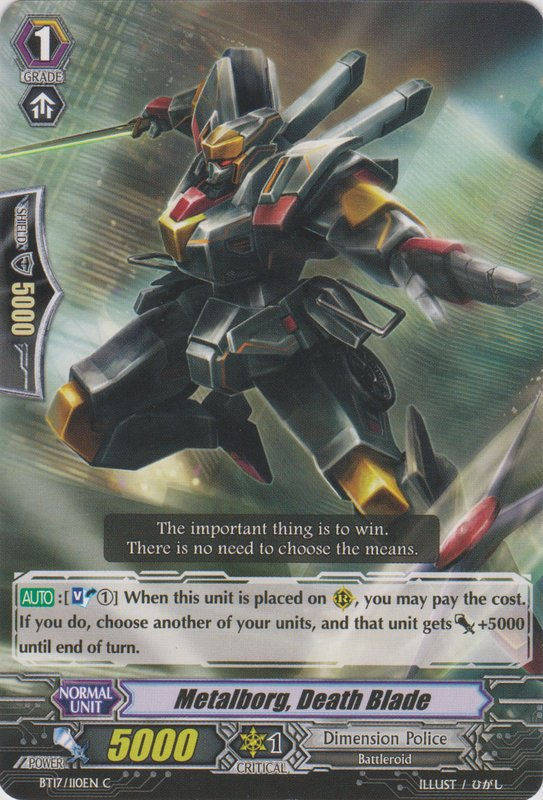 1
GRADE
SHIELD
5000
The important thing is to win.
There is no need to choose the means.
AUTO :[V ①] When this unit is placed on R, you may pay the cost.
If you do, choose another of your units, and that unit gets +5000
until end of turn.
NORMAL
UNIT
Metalborg, Death Blade
POWER
5000
1
CRITICAL
Dimension Police
Battleroid
BT17/110EN C
ILLUST / ひがし